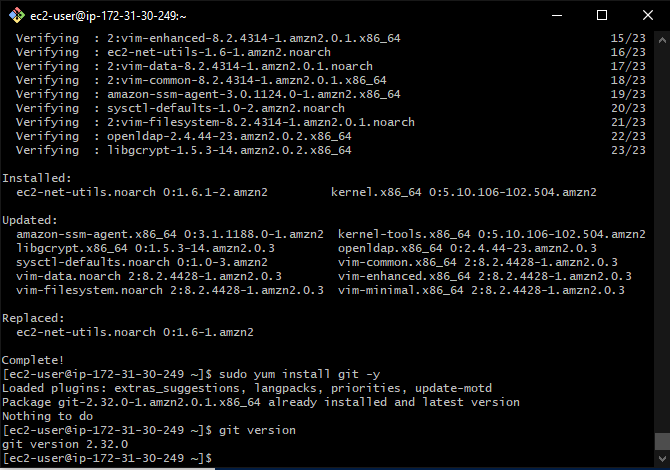 ec2-user@ip-172-31-30-249:~
Verifying  : 2:vim-enhanced-8.2.4314-1.amzn2.0.1.x86_64 15/23
Verifying  : ec2-net-utils-1.6-1.amzn2.noarch 16/23
Verifying  : 2:vim-data-8.2.4314-1.amzn2.0.1.noarch 17/23
Verifying  : 2:vim-common-8.2.4314-1.amzn2.0.1.x86_64 18/23
Verifying  : amazon-ssm-agent-3.0.1124.0-1.amzn2.x86_64 19/23
Verifying  : sysctl-defaults-1.0-2.amzn2.noarch 20/23
Verifying  : 2:vim-filesystem-8.2.4314-1.amzn2.0.1.noarch 21/23
Verifying  : openldap-2.4.44-23.amzn2.0.2.x86_64 22/23
Verifying  : libgcrypt-1.5.3-14.amzn2.0.2.x86_64 23/23
Installed:
ec2-net-utils.noarch 0:1.6.1-2.amzn2 kernel.x86_64 0:5.10.106-102.504.amzn2
Updated:
amazon-ssm-agent.x86_64 0:3.1.1188.0-1.amzn2 kernel-tools.x86_64 0:5.10.106-102.504.amzn2
libgcrypt.x86_64 0:1.5.3-14.amzn2.0.3 openldap.x86_64 0:2.4.44-23.amzn2.0.3
sysctl-defaults.noarch 0:1.0-3.amzn2 vim-common.x86_64 2:8.2.4428-1.amzn2.0.3
vim-data.noarch 2:8.2.4428-1.amzn2.0.3 vim-enhanced.x86_64 2:8.2.4428-1.amzn2.0.3
vim-filesystem.noarch 2:8.2.4428-1.amzn2.0.3 vim-minimal.x86_64 2:8.2.4428-1.amzn2.0.3
Replaced:
ec2-net-utils.noarch 0:1.6-1.amzn2
Complete!
[ec2-user@ip-172-31-30-249 ~]$ sudo yum install git -y
Loaded plugins: extras_suggestions, langpacks, priorities, update-motd
Package git-2.32.0-1.amzn2.0.1.x86_64 already installed and latest version
Nothing to do
[ec2-user@ip-172-31-30-249 ~]$ git version
git version 2.32.0
[ec2-user@ip-172-31-30-249 ~]$